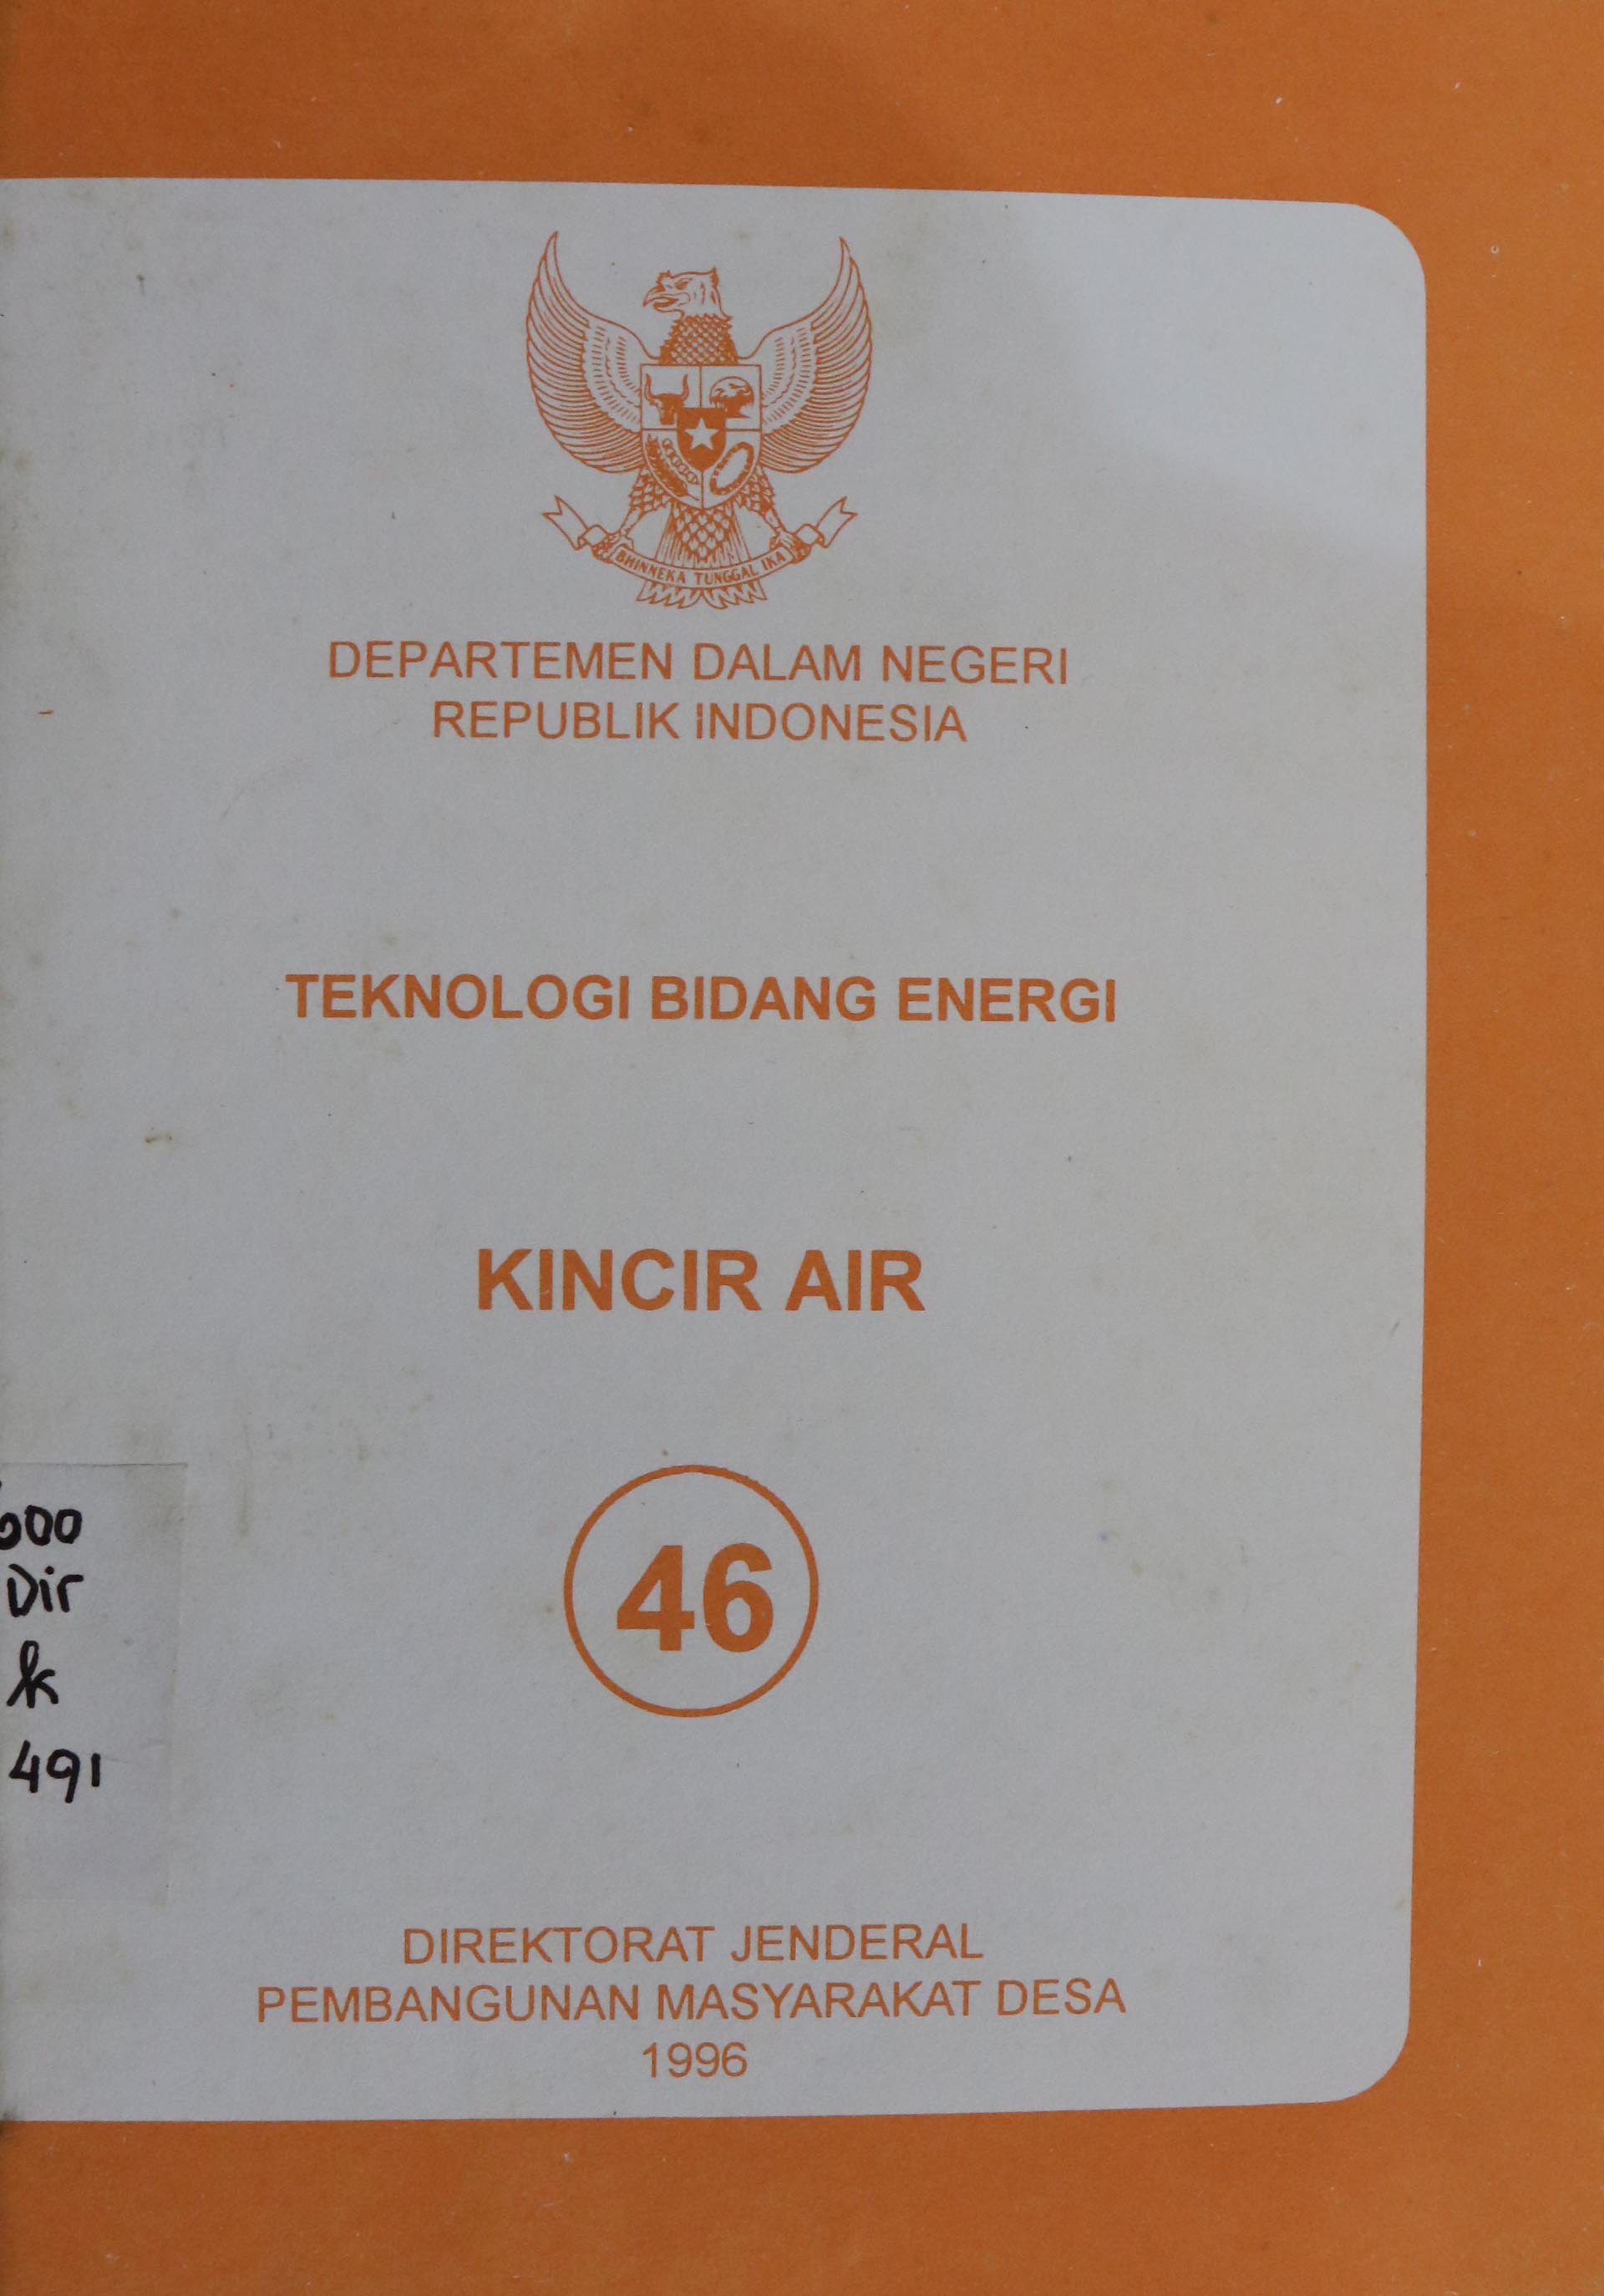 BHINNEKA TUNGGAL IKA
DEPARTEMEN DALAM NEGERI
REPUBLIK INDONESIA
TEKNOLOGI BIDANG ENERGI
KINCIR AIR
46
600
Dir
k
491
DIREKTORAT JENDERAL
PEMBANGUNAN MASYARAKAT DESA
1996